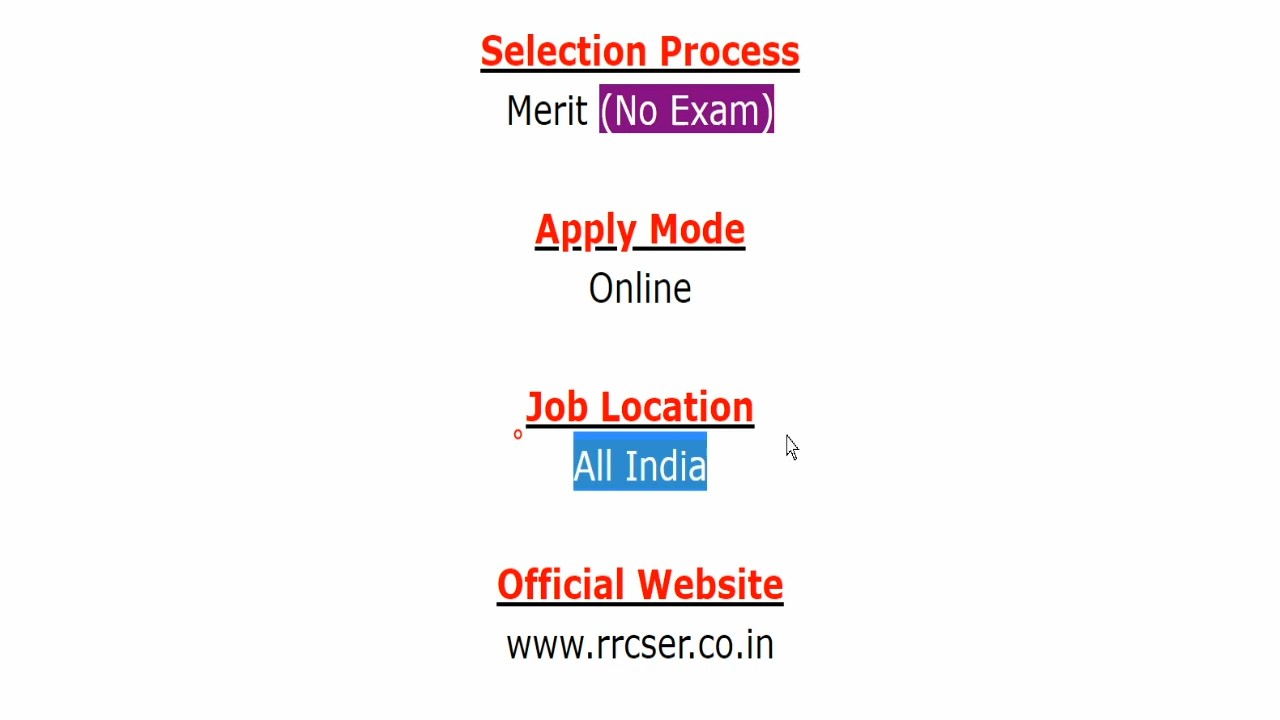 Selection Process
Merit (No Exam)
Apply Mode
Online
Job Location
All India
Official Website
www.rrcser.co.in